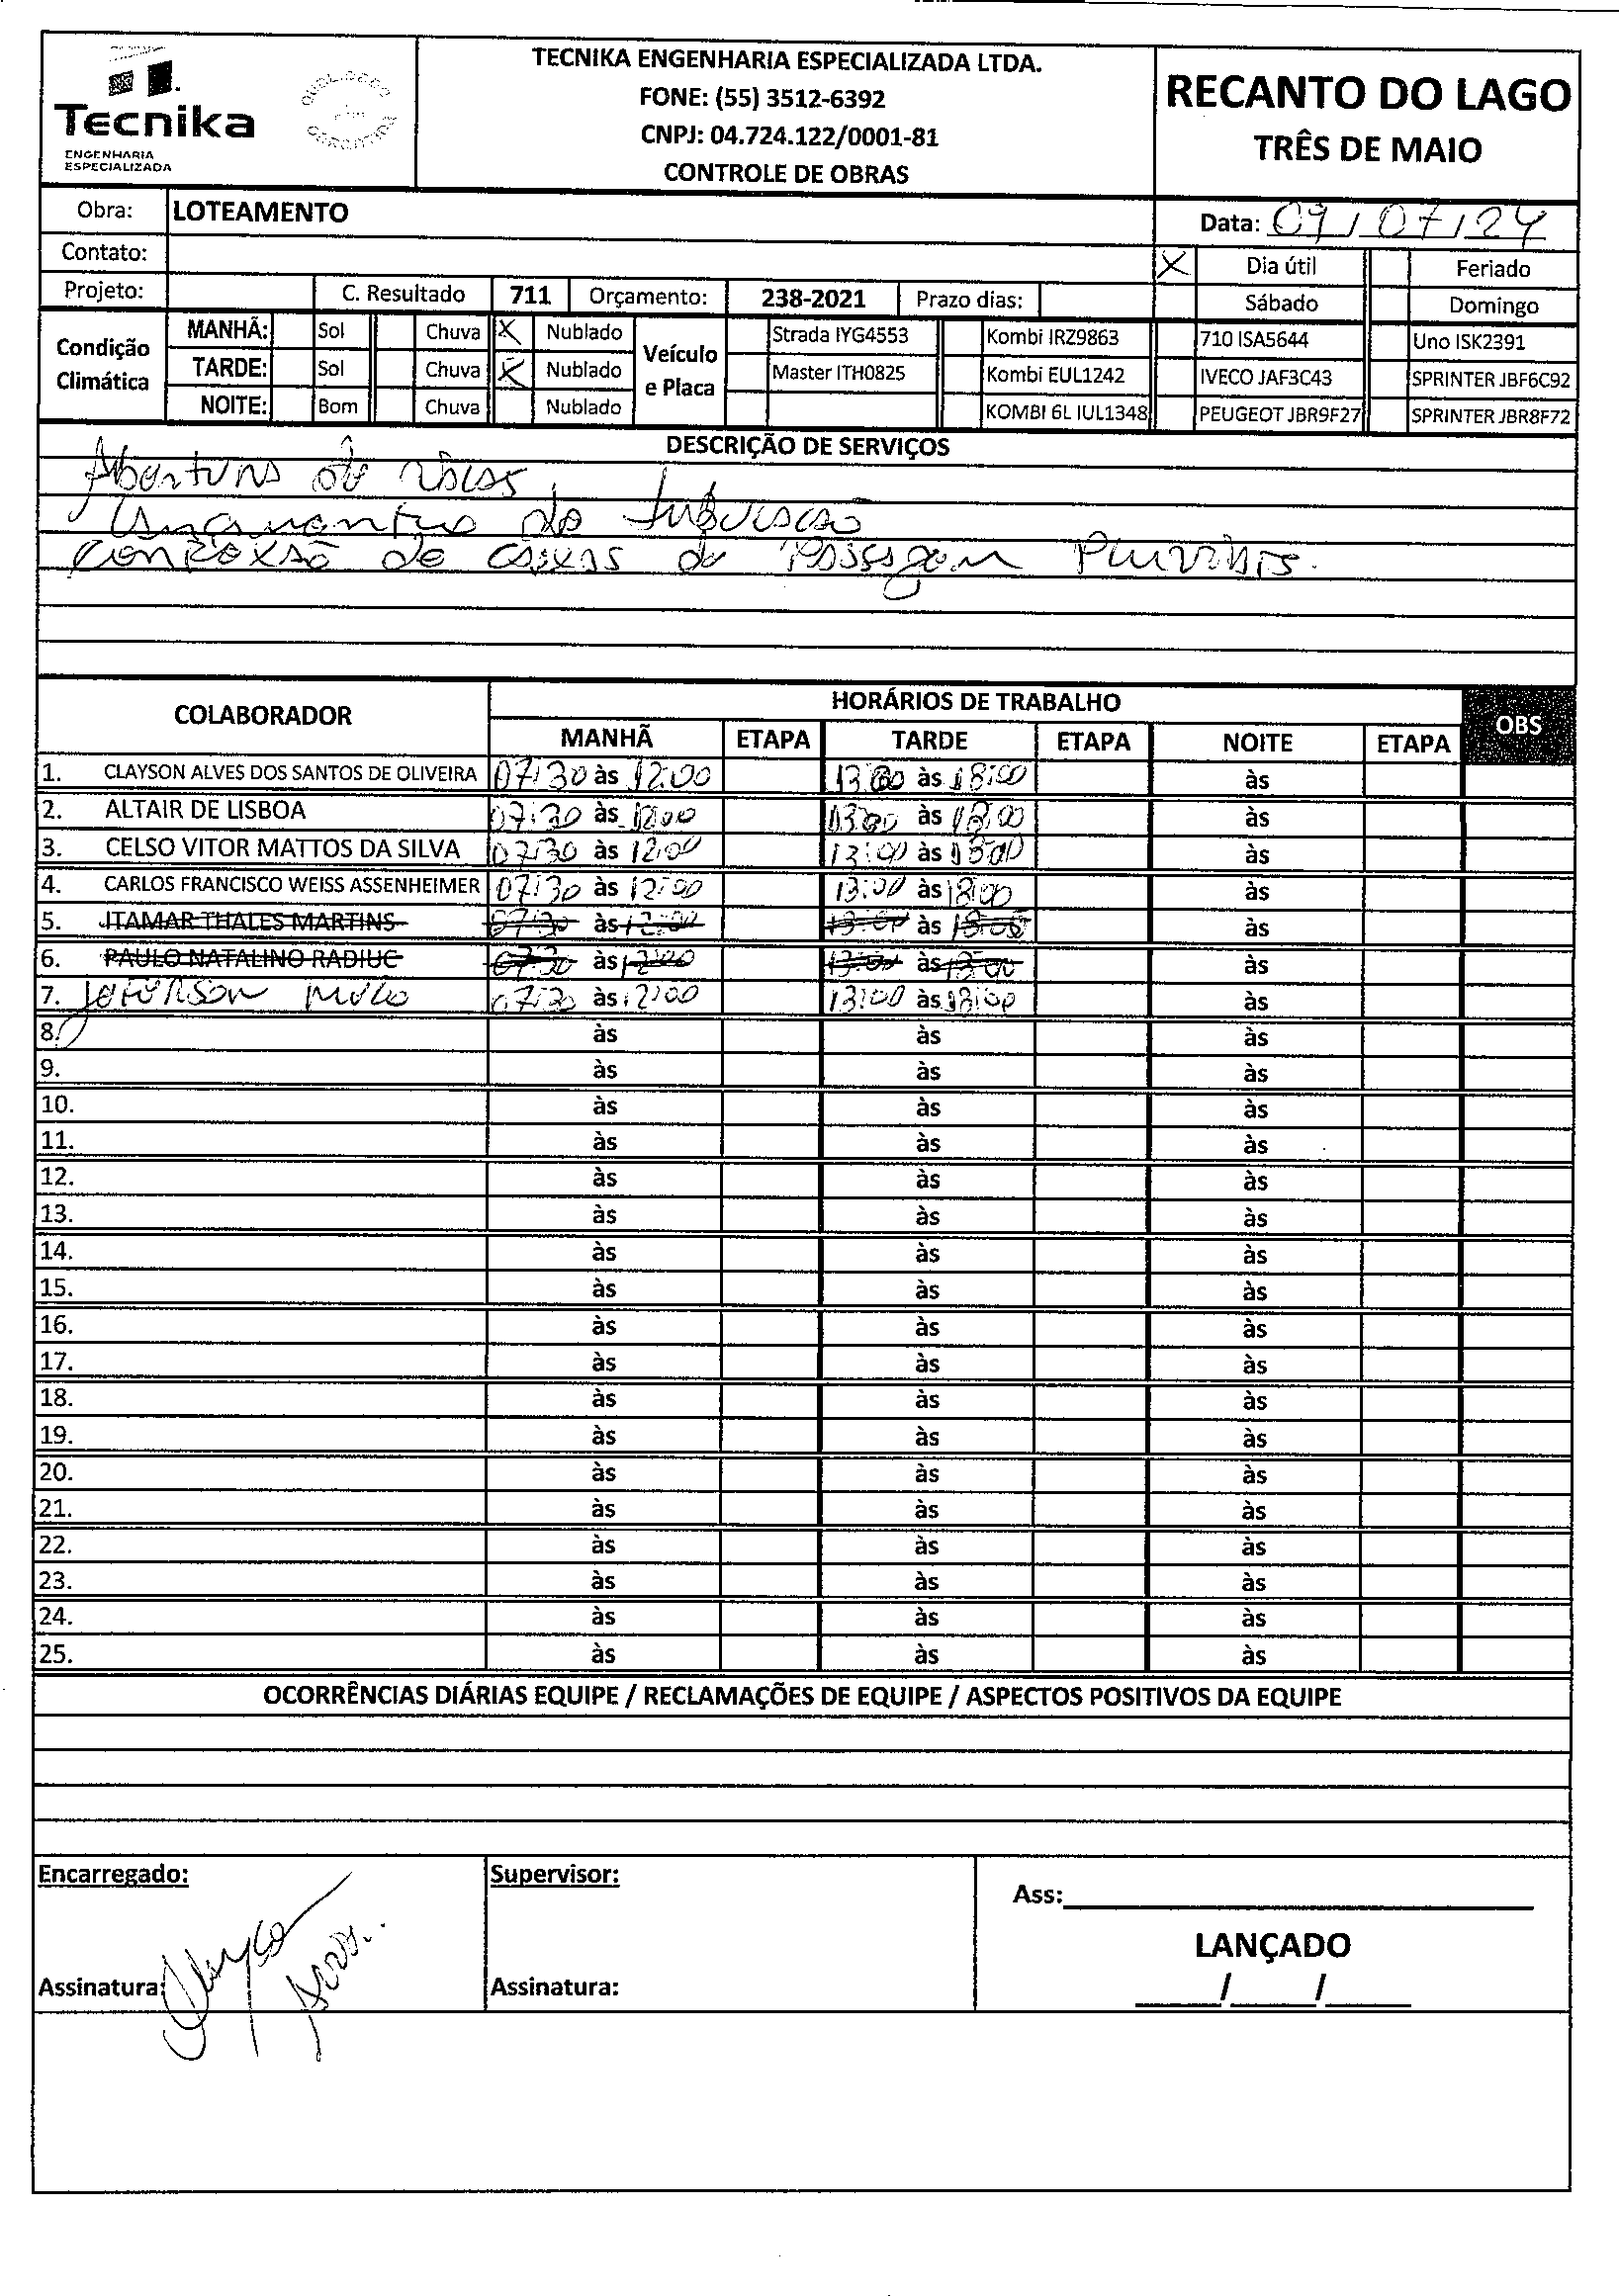 TECNIKA ENGENHARIA ESPECIALIZADA LTDA.
FONE: (55) 3512-6392
CNPJ: 04.724.122/0001-81
CONTROLE DE OBRAS
Tecnika
ENGENHARIA
ESPECIALIZADA
RECANTO DO LAGO
TRÊS DE MAIO
Obra: LOTEAMENTO
Data: 09/07/24
Contato:
X Dia útil Feriado
Projeto: C. Resultado 711 Orçamento: 238-2021 Prazo dias:
Sábado Domingo
Condição Climática
MANHÃ: Sol Chuva X Nublado
TARDE: Sol Chuva X Nublado
NOITE: Bom Chuva Nublado
Veículo e Placa
Strada IYG4553 Kombi IRZ9863 710 ISA5644 Uno ISK2391
Master ITH0825 Kombi EUL1242 IVECO JAF3C43 SPRINTER JBF6C92
KOMBI 6L IUL1348 PEUGEOT JBR9F27 SPRINTER JBR8F72
DESCRIÇÃO DE SERVIÇOS
Abertura de valas
de tubulação
conexsão de caixas de Passagem Pluviais.
COLABORADOR HORÁRIOS DE TRABALHO OBS
MANHÃ ETAPA TARDE ETAPA NOITE ETAPA
1. CLAYSON ALVES DOS SANTOS DE OLIVEIRA 07:30 às 12:00 13:00 às 18:00 às
2. ALTAIR DE LISBOA 07:30 às 12:00 13:00 às 18:00 às
3. CELSO VITOR MATTOS DA SILVA 07:30 às 12:00 13:00 às 18:00 às
4. CARLOS FRANCISCO WEISS ASSENHEIMER 07:30 às 12:00 13:00 às 18:00 às
5. ITAMAR THALES MARTINS 07:30 às 12:00 13:00 às 18:00 às
6. PAULO NATALINO RADIUC 07:30 às 12:00 13:00 às 18:00 às
7. JEFERSON 07:30 às 12:00 13:00 às 18:00 às
8. às às às
9. às às às
10. às às às
11. às às às
12. às às às
13. às às às
14. às às às
15. às às às
16. às às às
17. às às às
18. às às às
19. às às às
20. às às às
21. às às às
22. às às às
23. às às às
24. às às às
25. às às às
OCORRÊNCIAS DIÁRIAS EQUIPE / RECLAMAÇÕES DE EQUIPE / ASPECTOS POSITIVOS DA EQUIPE
Encarregado: Supervisor: Ass:
LANÇADO
Assinatura: Assinatura: / /